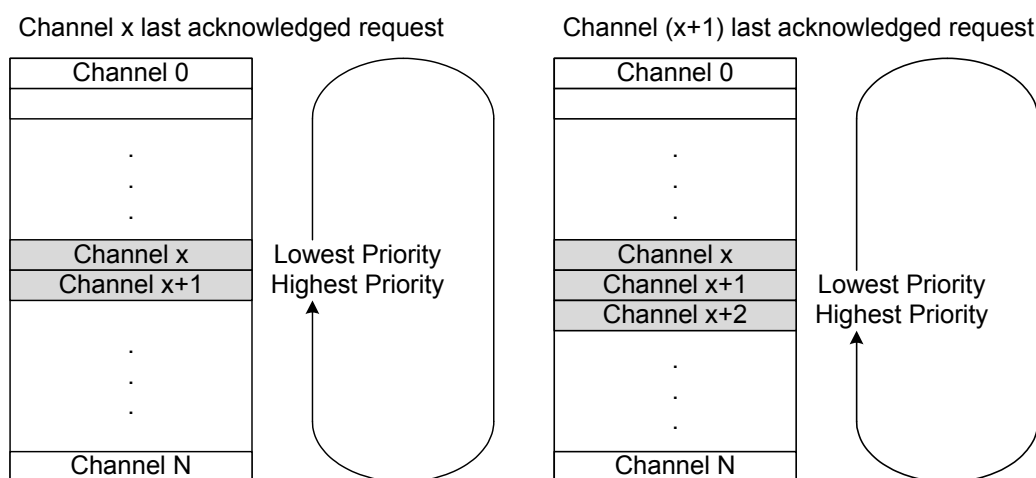 Channel x last acknowledged request
Channel 0
.
.
.
Channel x
Channel x+1
.
.
.
Channel N
Lowest Priority
Highest Priority
Channel (x+1) last acknowledged request
Channel 0
.
.
.
Channel x
Channel x+1
Channel x+2
.
.
.
Channel N
Lowest Priority
Highest Priority